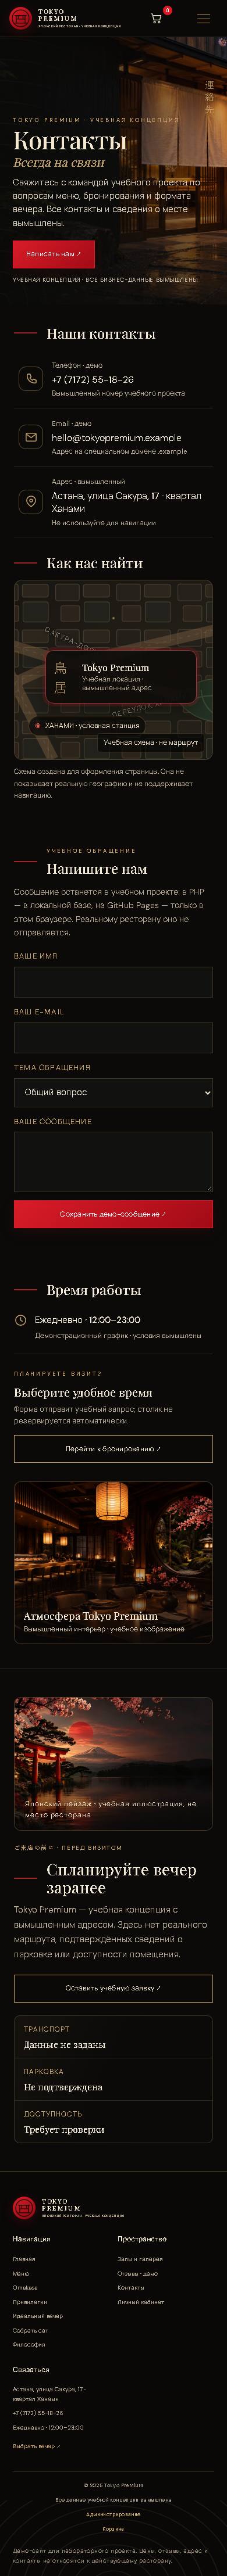 TOKYO
PREMIUM
ЯПОНСКИЙ РЕСТОРАН · УЧЕБНАЯ КОНЦЕПЦИЯ
0
連絡先
TOKYO PREMIUM · УЧЕБНАЯ КОНЦЕПЦИЯ
Контакты
Всегда на связи
Свяжитесь с командой учебного проекта по
вопросам меню, бронирования и формата
вечера. Все контакты и сведения о месте
вымышлены.
Написать нам ↗
УЧЕБНАЯ КОНЦЕПЦИЯ · ВСЕ БИЗНЕС-ДАННЫЕ ВЫМЫШЛЕНЫ
Наши контакты
Телефон · демо
+7 (7172) 55-18-26
Вымышленный номер учебного проекта
Email · демо
hello@tokyopremium.example
Адрес на специальном домене .example
Адрес · вымышленный
Астана, улица Сакура, 17 · квартал
Ханами
Не используйте для навигации
Как нас найти
鳥居
Tokyo Premium
Учебная локация ·
вымышленный адрес
ХАНАМИ · условная станция
Учебная схема · не маршрут
Схема создана для оформления страницы. Она не
показывает реальную географию и не поддерживает
навигацию.
УЧЕБНОЕ ОБРАЩЕНИЕ
Напишите нам
Сообщение останется в учебном проекте: в PHP
— в локальной базе, на GitHub Pages — только в
этом браузере. Реальному ресторану оно не
отправляется.
ВАШЕ ИМЯ
ВАШ E-MAIL
ТЕМА ОБРАЩЕНИЯ
Общий вопрос
ВАШЕ СООБЩЕНИЕ
Сохранить демо-сообщение ↗
Время работы
Ежедневно · 12:00–23:00
Демонстрационный график · условия вымышлены
ПЛАНИРУЕТЕ ВИЗИТ?
Выберите удобное время
Форма отправит учебный запрос; столик не
резервируется автоматически.
Перейти к бронированию ↗
Атмосфера Tokyo Premium
Вымышленный интерьер · учебное изображение
Японский пейзаж · учебная иллюстрация, не
место ресторана
ご来店の前に · ПЕРЕД ВИЗИТОМ
Спланируйте вечер
заранее
Tokyo Premium — учебная концепция с
вымышленным адресом. Здесь нет реального
маршрута, подтверждённых сведений о
парковке или доступности помещения.
Оставить учебную заявку ↗
ТРАНСПОРТ
Данные не заданы
ПАРКОВКА
Не подтверждена
ДОСТУПНОСТЬ
Требует проверки
TOKYO
PREMIUM
ЯПОНСКИЙ РЕСТОРАН · УЧЕБНАЯ КОНЦЕПЦИЯ
Навигация
Главная
Меню
Omakase
Привилегии
Идеальный вечер
Собрать сет
Философия
Пространство
Залы и галерея
Отзывы · демо
Контакты
Личный кабинет
Связаться
Астана, улица Сакура, 17 ·
квартал Ханами
+7 (7172) 55-18-26
Ежедневно · 12:00–23:00
Выбрать вечер ↗
© 2026 Tokyo Premium
Все данные учебной концепции вымышлены
Администрирование
Корзина
Демо-сайт для лабораторного проекта. Цены, отзывы, адрес и
контакты не относятся к действующему ресторану.